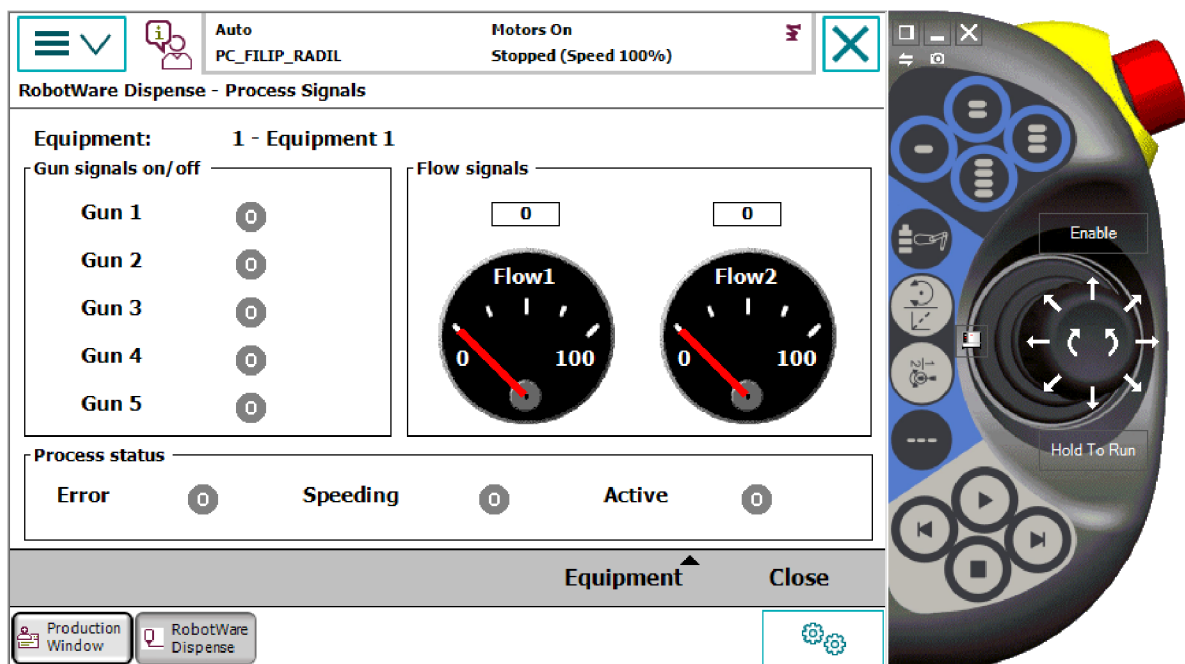 Auto
PC_FILIP_RADIL
Motors On
Stopped (Speed 100%)
RobotWare Dispense - Process Signals
Equipment: 1 - Equipment 1
Gun signals on/off
Gun 1 0
Gun 2 0
Gun 3 0
Gun 4 0
Gun 5 0
Flow signals
0 0
Flow1
0 100
Flow2
0 100
Process status
Error 0 Speeding 0 Active 0
Equipment Close
Production
Window
RobotWare
Dispense
Enable
Hold To Run